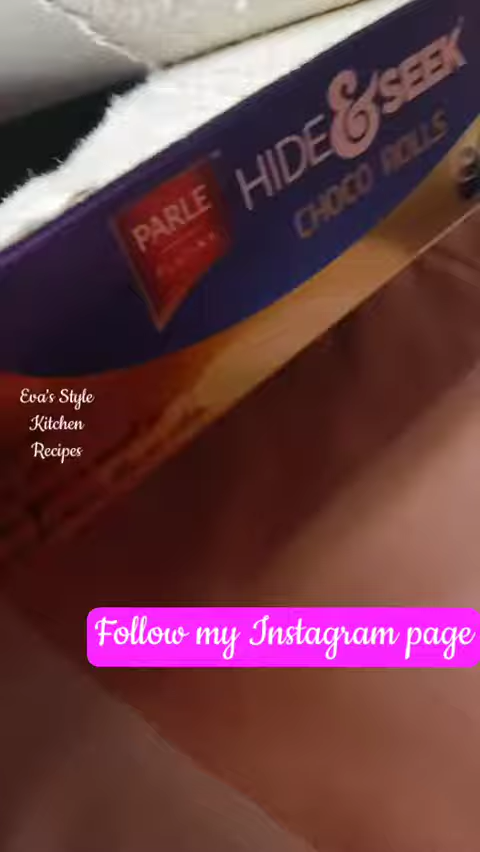 HIDE & SEEK
CHOCO ROLLS
PARLE
Eva's Style
Kitchen
Recipes
Follow my Instagram page